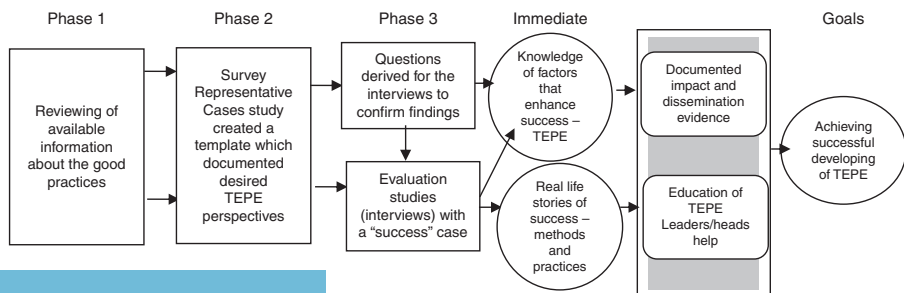 Phase 1
Phase 2
Phase 3
Immediate
Goals
Reviewing of
available
information
about the good
practices
Survey
Representative
Cases study
created a
template which
documented
desired
TEPE
perspectives
Questions
derived for the
interviews to
confirm findings
Evaluation
studies
(interviews) with
a “success” case
Knowledge
of factors
that
enhance
success –
TEPE
Real life
stories of
success –
methods
and
practices
Documented
impact and
dissemination
evidence
Education of
TEPE
Leaders/heads
help
Achieving
successful
developing
of TEPE